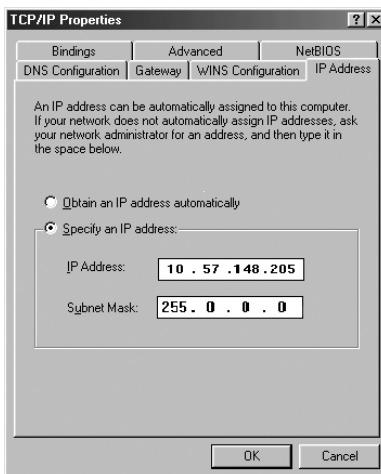 TCP/IP Properties
Bindings Advanced NetBIOS
DNS Configuration Gateway WINS Configuration IP Address
An IP address can be automatically assigned to this computer.
If your network does not automatically assign IP addresses, ask
your network administrator for an address, and then type it in
the space below.
Obtain an IP address automatically
Specify an IP address:
IP Address: 10 . 57 .148.205
Subnet Mask: 255. 0 . 0 . 0
OK Cancel